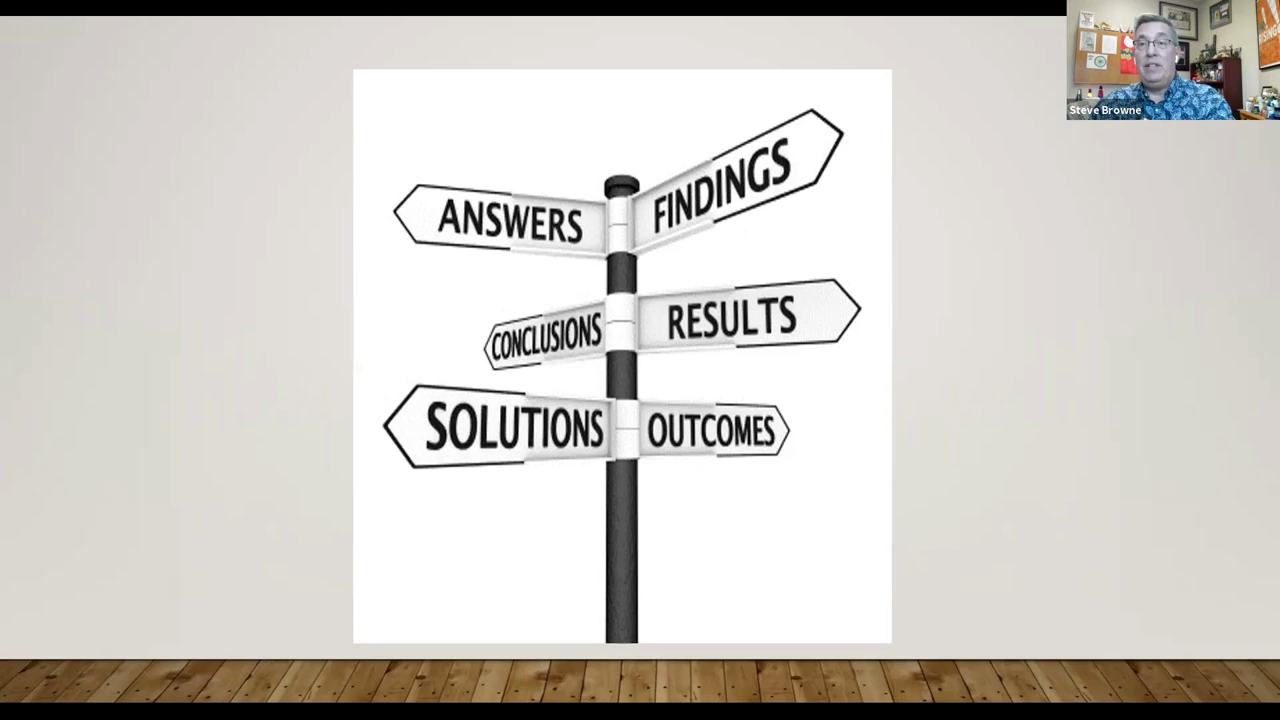 Steve Browne
ANSWERS
FINDINGS
CONCLUSIONS
RESULTS
SOLUTIONS
OUTCOMES